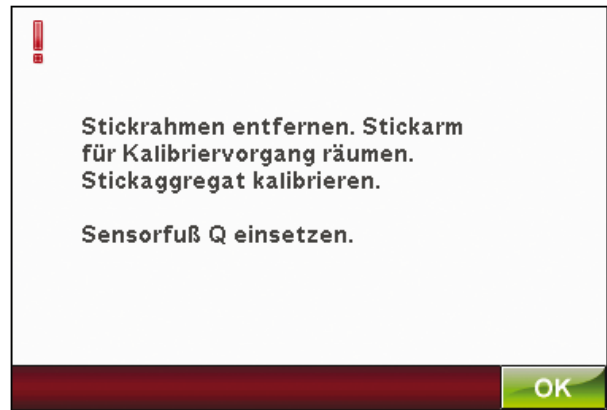 Stickrahmen entfernen. Stickarm
für Kalibriervorgang räumen.
Stickaggregat kalibrieren.
Sensorfuß Q einsetzen.
OK